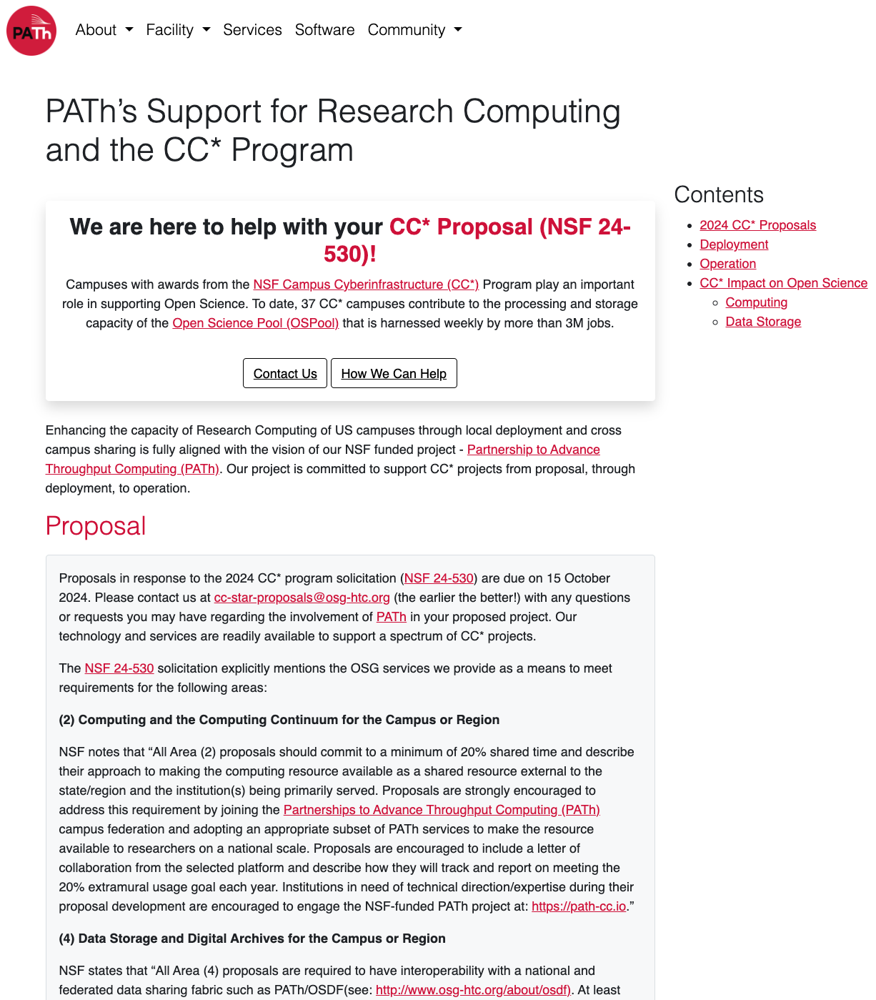 PATh
About
Facility
Services
Software
Community
PATh’s Support for Research Computing
and the CC* Program
We are here to help with your CC* Proposal (NSF 24-
530)!
Campuses with awards from the NSF Campus Cyberinfrastructure (CC*) Program play an important
role in supporting Open Science. To date, 37 CC* campuses contribute to the processing and storage
capacity of the Open Science Pool (OSPool) that is harnessed weekly by more than 3M jobs.
Contact Us
How We Can Help
Contents
2024 CC* Proposals
Deployment
Operation
CC* Impact on Open Science
Computing
Data Storage
Enhancing the capacity of Research Computing of US campuses through local deployment and cross
campus sharing is fully aligned with the vision of our NSF funded project - Partnership to Advance
Throughput Computing (PATh). Our project is committed to support CC* projects from proposal, through
deployment, to operation.
Proposal
Proposals in response to the 2024 CC* program solicitation (NSF 24-530) are due on 15 October
2024. Please contact us at cc-star-proposals@osg-htc.org (the earlier the better!) with any questions
or requests you may have regarding the involvement of PATh in your proposed project. Our
technology and services are readily available to support a spectrum of CC* projects.
The NSF 24-530 solicitation explicitly mentions the OSG services we provide as a means to meet
requirements for the following areas:
(2) Computing and the Computing Continuum for the Campus or Region
NSF notes that “All Area (2) proposals should commit to a minimum of 20% shared time and describe
their approach to making the computing resource available as a shared resource external to the
state/region and the institution(s) being primarily served. Proposals are strongly encouraged to
address this requirement by joining the Partnerships to Advance Throughput Computing (PATh)
campus federation and adopting an appropriate subset of PATh services to make the resource
available to researchers on a national scale. Proposals are encouraged to include a letter of
collaboration from the selected platform and describe how they will track and report on meeting the
20% extramural usage goal each year. Institutions in need of technical direction/expertise during their
proposal development are encouraged to engage the NSF-funded PATh project at: https://path-cc.io.”
(4) Data Storage and Digital Archives for the Campus or Region
NSF states that “All Area (4) proposals are required to have interoperability with a national and
federated data sharing fabric such as PATh/OSDF(see: http://www.osg-htc.org/about/osdf). At least